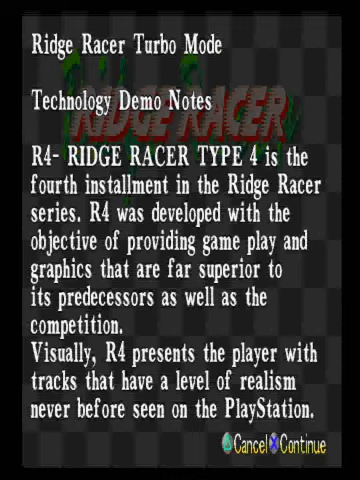 Ridge Racer Turbo Mode
Technology Demo Notes
RIDGE RACER
R4- RIDGE RACER TYPE 4 is the
fourth installment in the Ridge Racer
series. R4 was developed with the
objective of providing game play and
graphics that are far superior to
its predecessors as well as the
competition.
Visually, R4 presents the player with
tracks that have a level of realism
never before seen on the PlayStation.
Cancel Continue